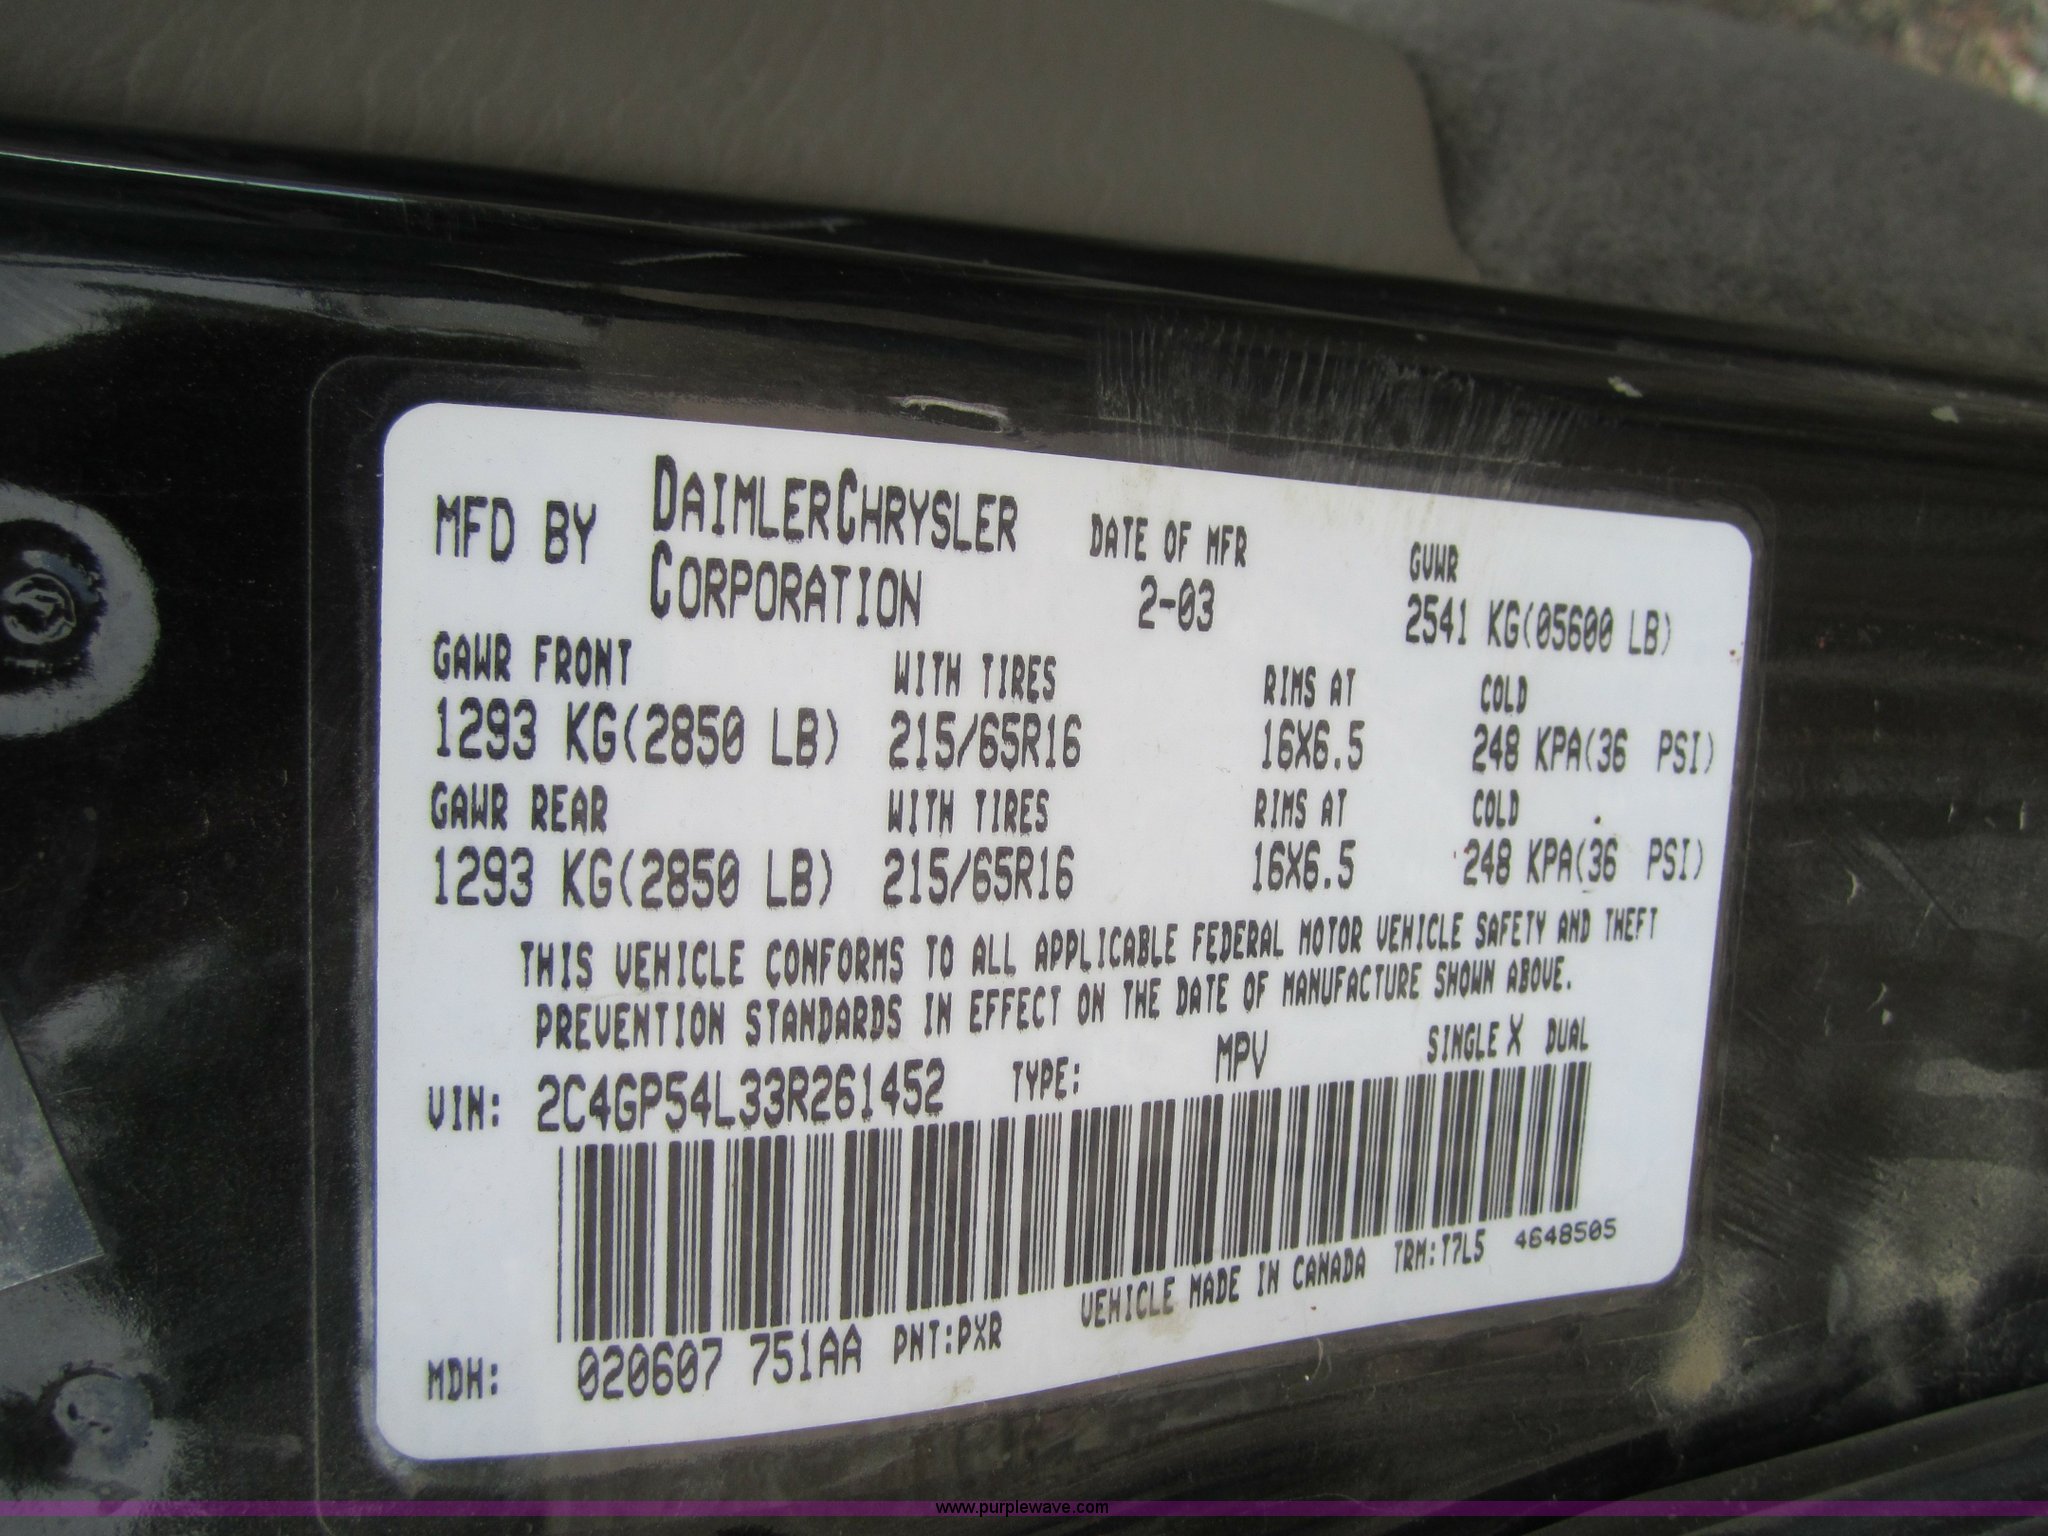 MFD BY DAIMLERCHRYSLER CORPORATION
DATE OF MFR
2-03
GVWR
2541 KG(05600 LB)
GAWR FRONT WITH TIRES RIMS AT COLD
1293 KG(2850 LB) 215/65R16 16X6.5 248 KPA(36 PSI)
GAWR REAR WITH TIRES RIMS AT COLD
1293 KG(2850 LB) 215/65R16 16X6.5 248 KPA(36 PSI)
THIS VEHICLE CONFORMS TO ALL APPLICABLE FEDERAL MOTOR VEHICLE SAFETY AND THEFT
PREVENTION STANDARDS IN EFFECT ON THE DATE OF MANUFACTURE SHOWN ABOVE.
VIN: 2C4GP54L33R261452 TYPE: MPV SINGLE X DUAL
MDH: 020607 751AA PNT:PXR VEHICLE MADE IN CANADA TRM:T7L5 4648505
www.purplewave.com